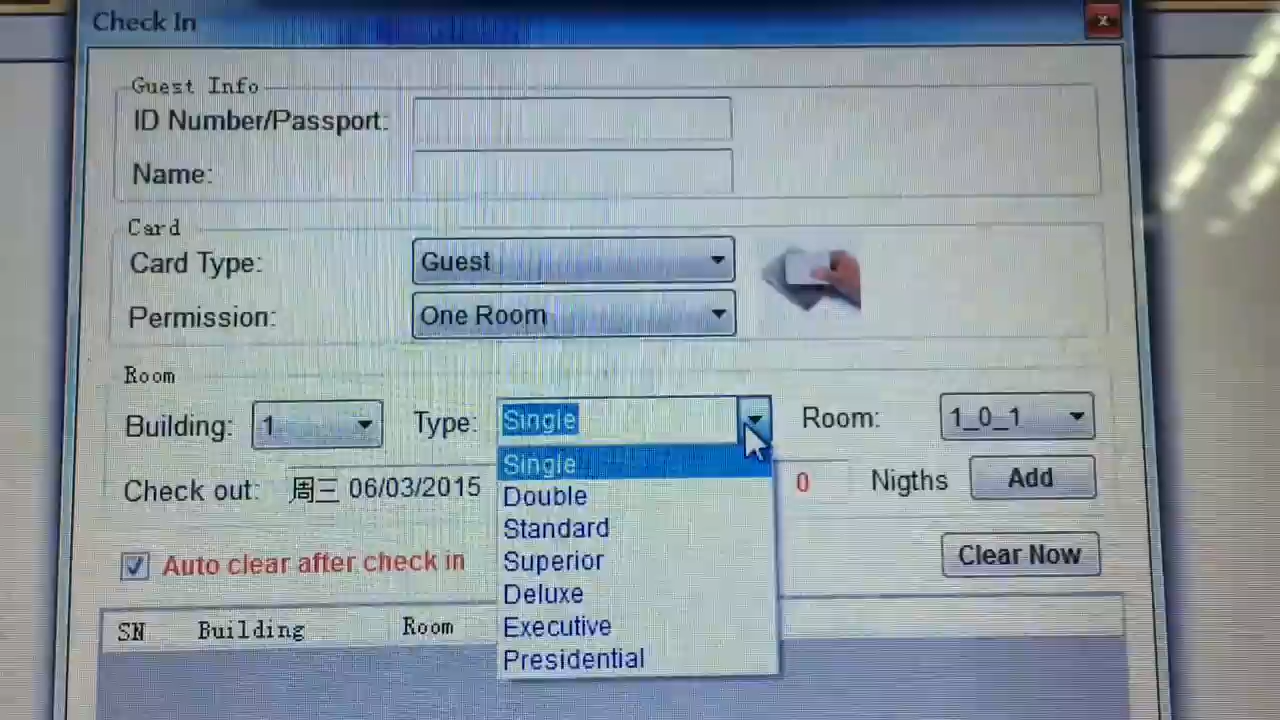 Check In
x
Guest Info
ID Number/Passport:
Name:
Card
Card Type: Guest
Permission: One Room
Room
Building: 1 Type: Single Room: 1_0_1
Single
Check out: 周三 06/03/2015 0 Nigths Add
Double
Standard
Auto clear after check in Superior Clear Now
Deluxe
SN Building Room Executive
Presidential